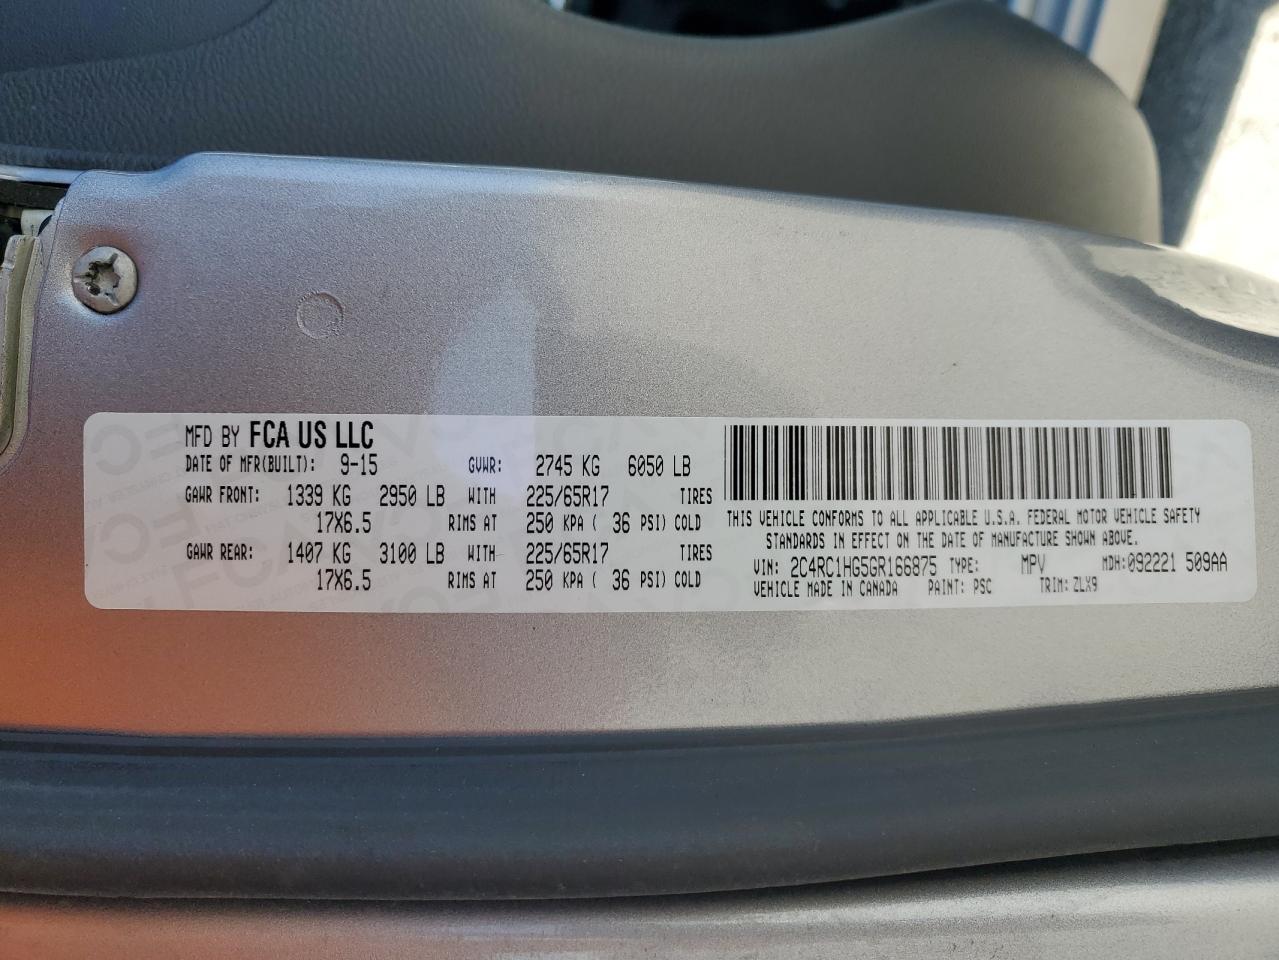 MFD BY FCA US LLC
DATE OF MFR(BUILT): 9-15 GVWR: 2745 KG 6050 LB
GAWR FRONT: 1339 KG 2950 LB WITH 225/65R17 TIRES
17X6.5 RIMS AT 250 KPA ( 36 PSI) COLD
GAWR REAR: 1407 KG 3100 LB WITH 225/65R17 TIRES
17X6.5 RIMS AT 250 KPA ( 36 PSI) COLD
THIS VEHICLE CONFORMS TO ALL APPLICABLE U.S.A. FEDERAL MOTOR VEHICLE SAFETY
STANDARDS IN EFFECT ON THE DATE OF MANUFACTURE SHOWN ABOVE.
VIN: 2C4RC1HG5GR166875 TYPE: MPV MDH:092221 509AA
VEHICLE MADE IN CANADA PAINT: PSC TRIM: ZLX9